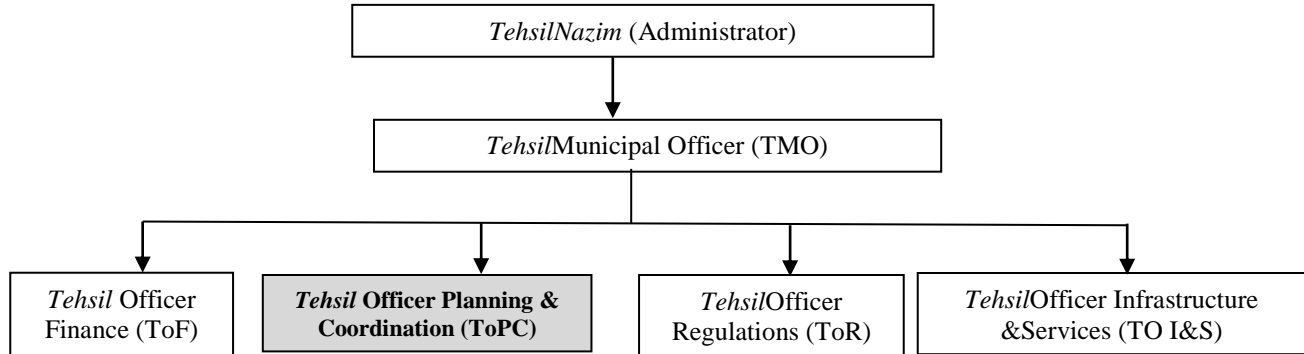 TehsilNazim (Administrator)
TehsilMunicipal Officer (TMO)
Tehsil Officer
Finance (ToF)
Tehsil Officer Planning &
Coordination (ToPC)
TehsilOfficer
Regulations (ToR)
TehsilOfficer Infrastructure
&Services (TO I&S)